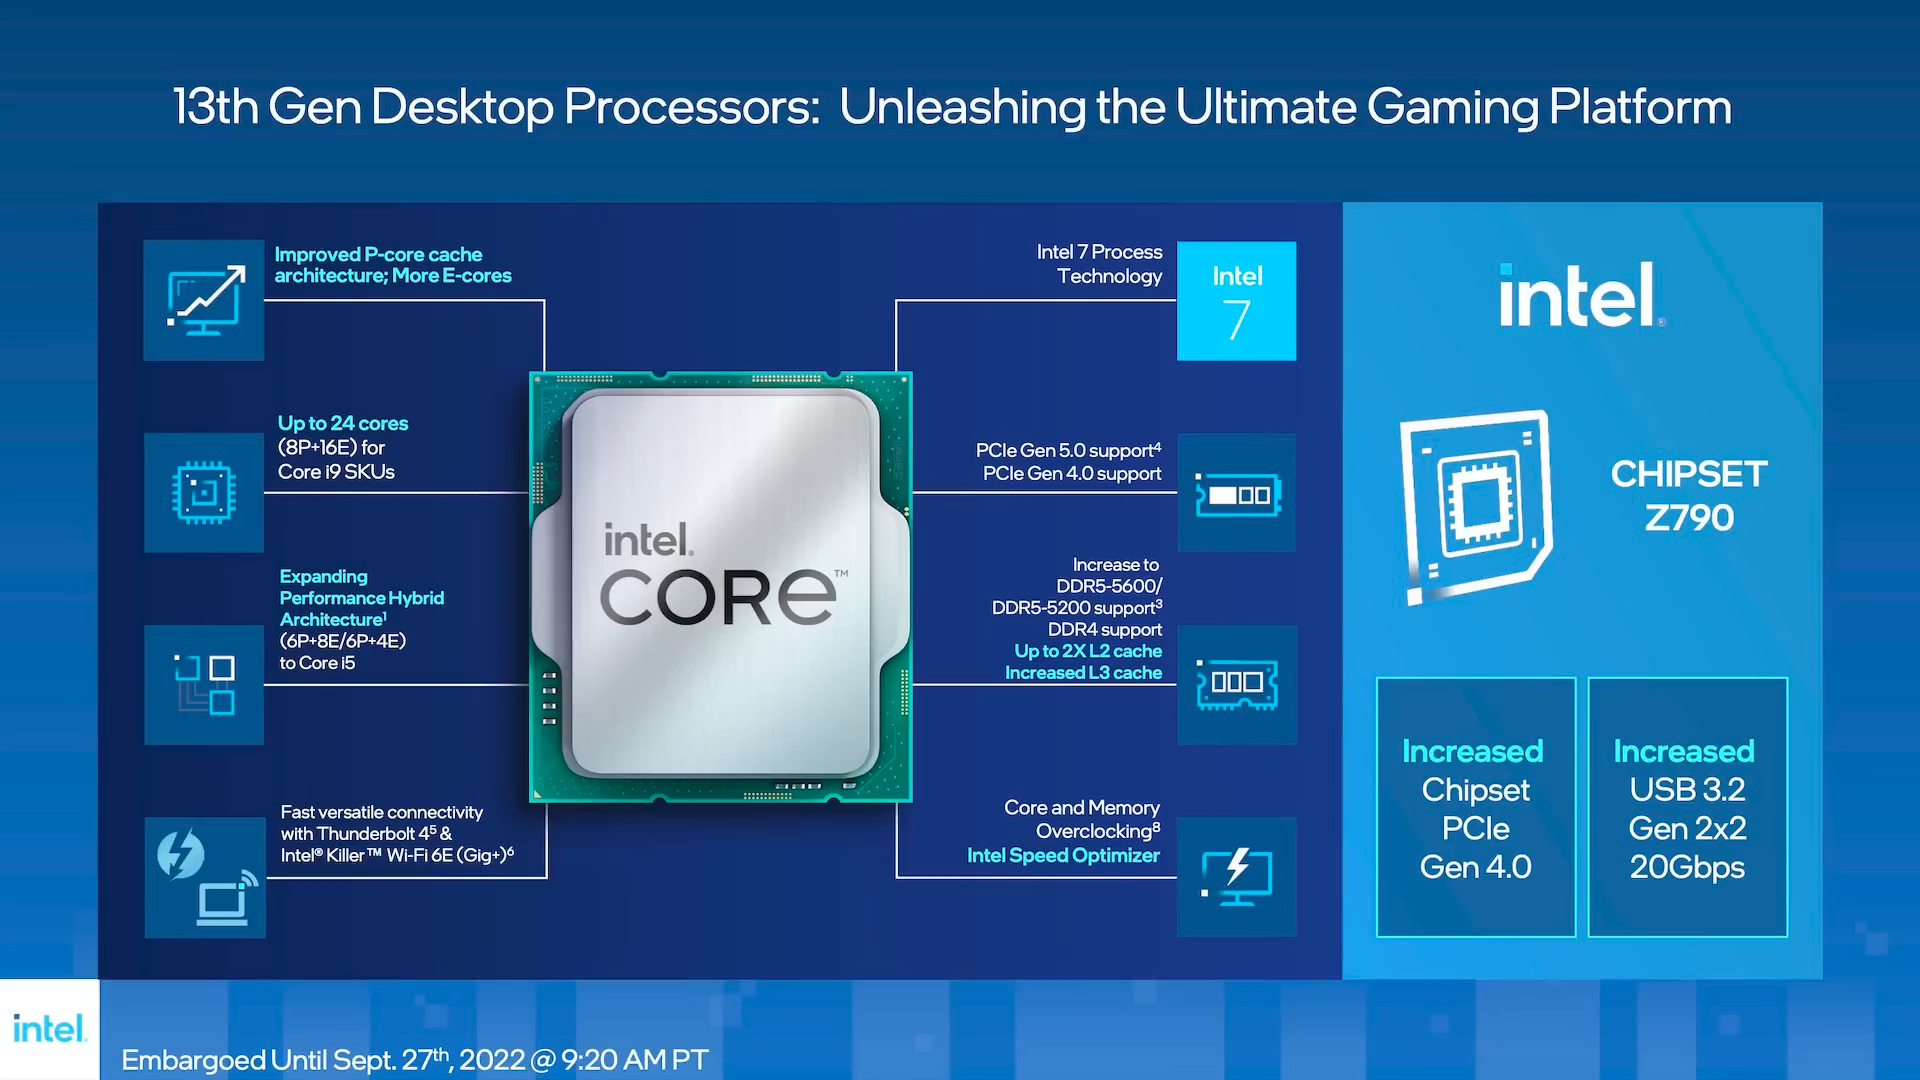 13th Gen Desktop Processors: Unleashing the Ultimate Gaming Platform
Improved P-core cache
architecture; More E-cores
Up to 24 cores
(8P+16E) for
Core i9 SKUs
Expanding
Performance Hybrid
Architecture¹
(6P+8E/6P+4E)
to Core i5
Fast versatile connectivity
with Thunderbolt 4⁵ &
Intel® Killer™ Wi-Fi 6E (Gig+)⁶
intel.
CORE™
Intel 7 Process
Technology
Intel
7
PCIe Gen 5.0 support⁴
PCIe Gen 4.0 support
Increase to
DDR5-5600/
DDR5-5200 support³
DDR4 support
Up to 2X L2 cache
Increased L3 cache
Core and Memory
Overclocking⁸
Intel Speed Optimizer
intel®
CHIPSET
Z790
Increased
Chipset
PCIe
Gen 4.0
Increased
USB 3.2
Gen 2x2
20Gbps
intel.
Embargoed Until Sept. 27th, 2022 @ 9:20 AM PT